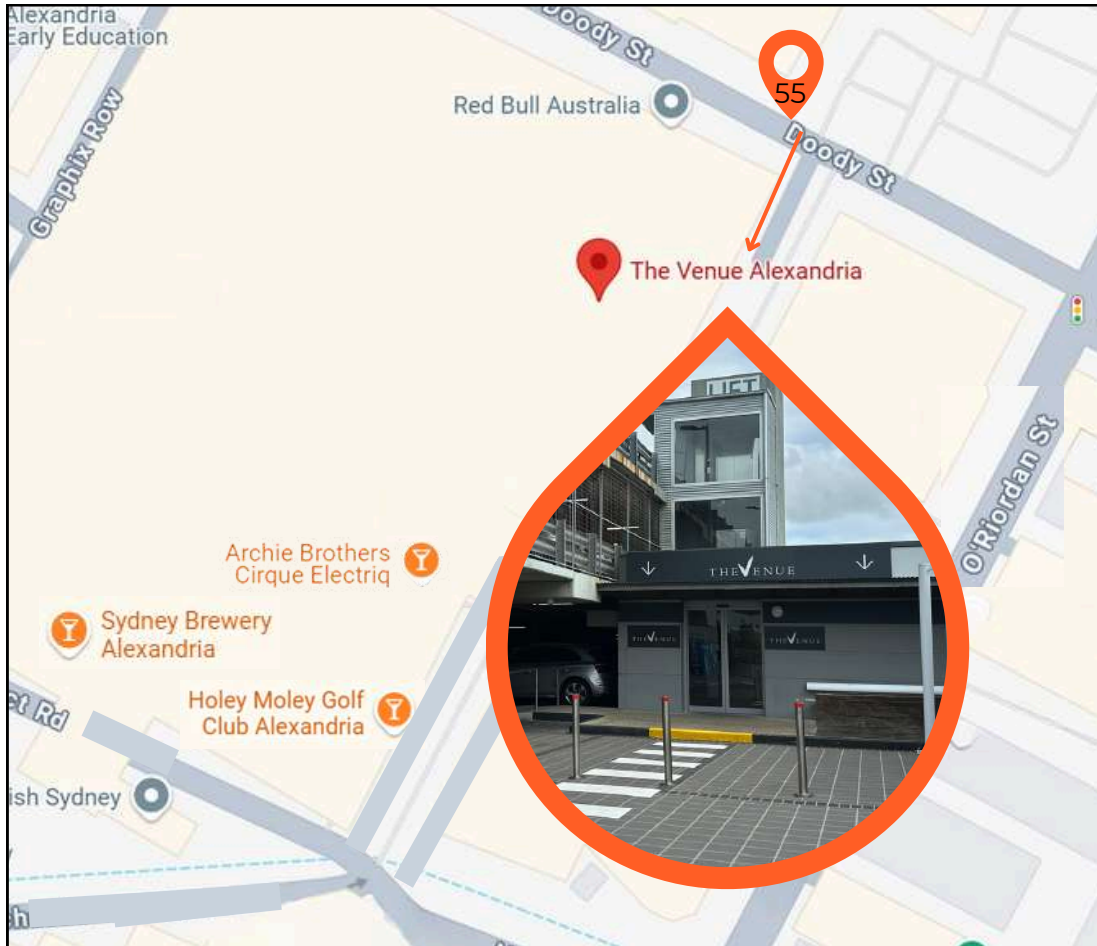 Alexandria
Early Education
Graphix Row
Doody St
55
Red Bull Australia
Doody St
The Venue Alexandria
O'Riordan St
LIFT
THE VENUE
THE VENUE
THE VENUE
Archie Brothers
Cirque Electriq
Sydney Brewery
Alexandria
Holey Moley Golf
Club Alexandria
ct Rd
ish Sydney
h